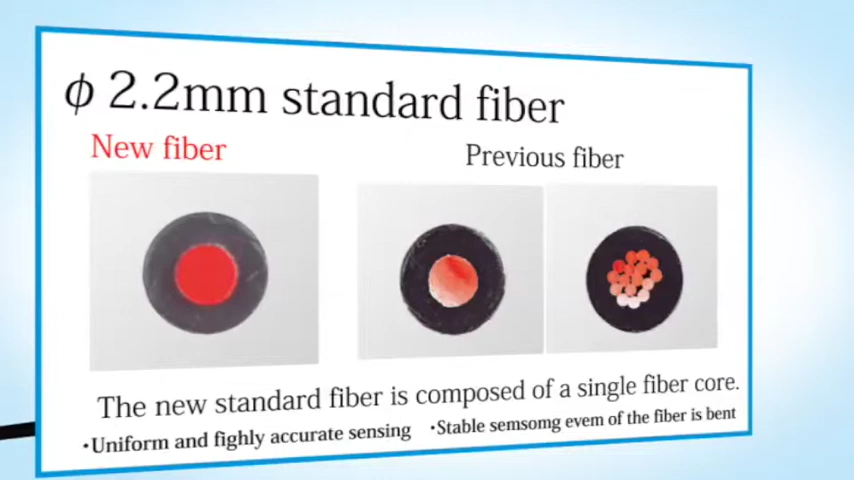 ϕ 2.2mm standard fiber
New fiber
Previous fiber
The new standard fiber is composed of a single fiber core.
・Uniform and fighly accurate sensing ・Stable semsomg evem of the fiber is bent